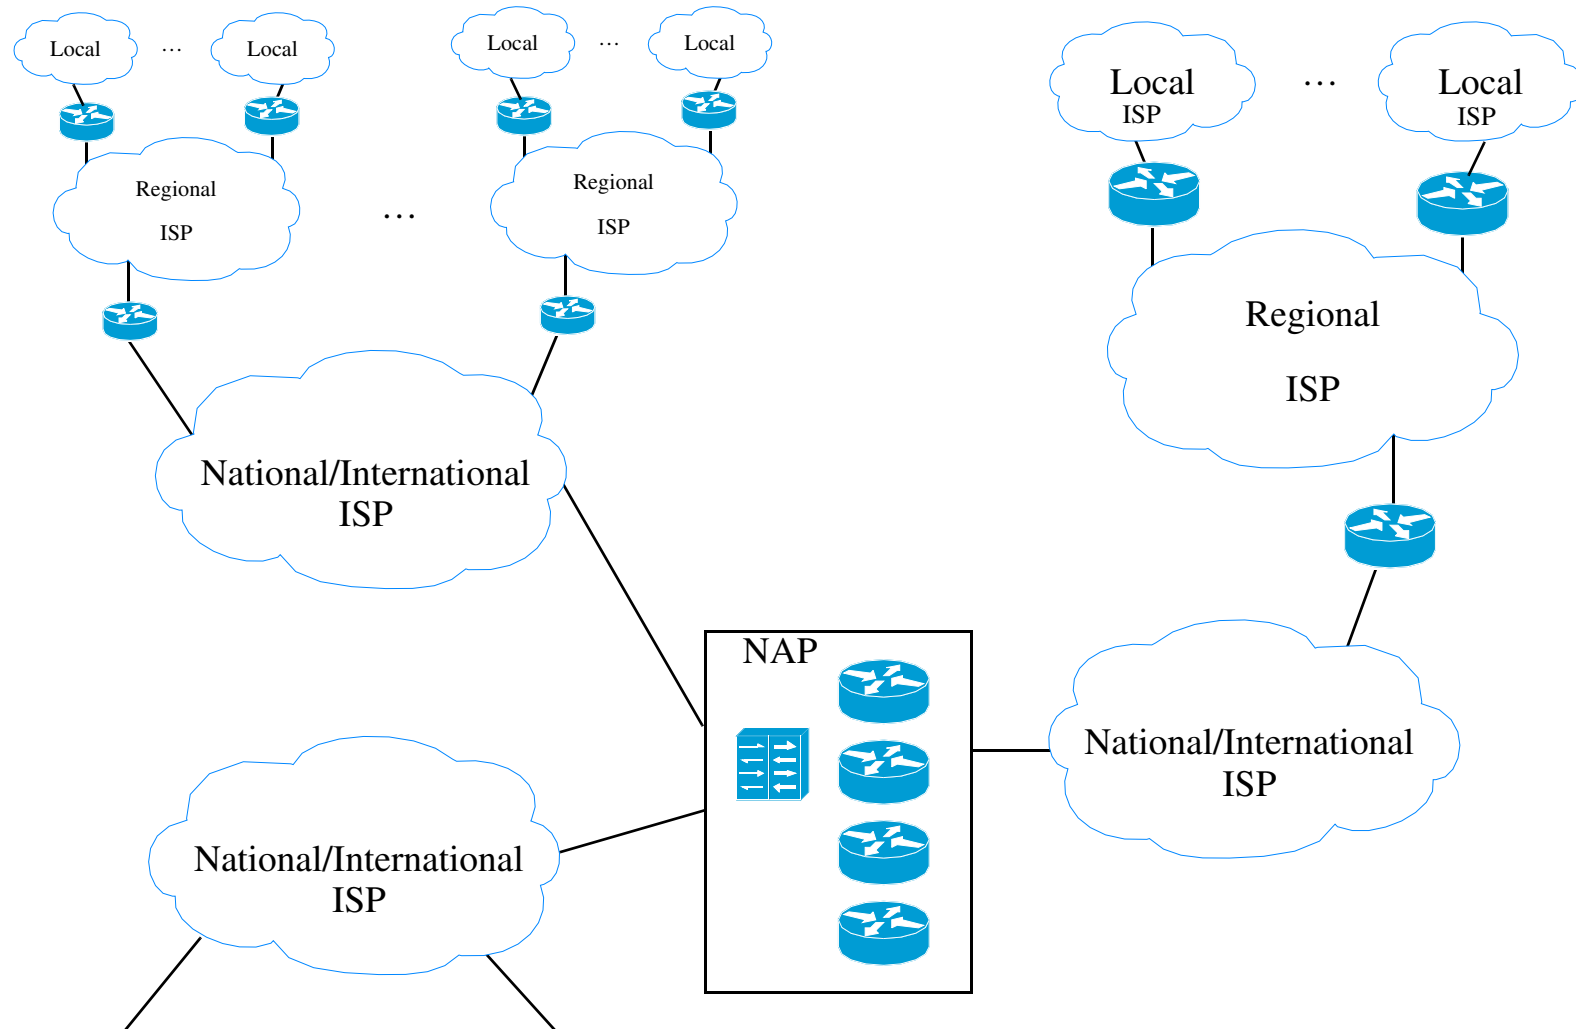 Local … Local
Local … Local
Local
ISP
…
Local
ISP
Regional
ISP
…
Regional
ISP
Regional
ISP
National/International
ISP
NAP
National/International
ISP
National/International
ISP